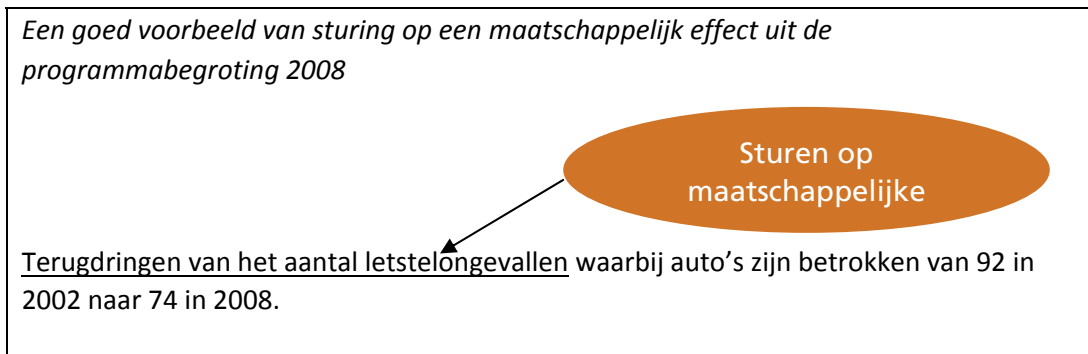 Een goed voorbeeld van sturing op een maatschappelijk effect uit de
programmabegroting 2008
Sturen op
maatschappelijke
Terugdringen van het aantal letstelongevallen waarbij auto's zijn betrokken van 92 in
2002 naar 74 in 2008.